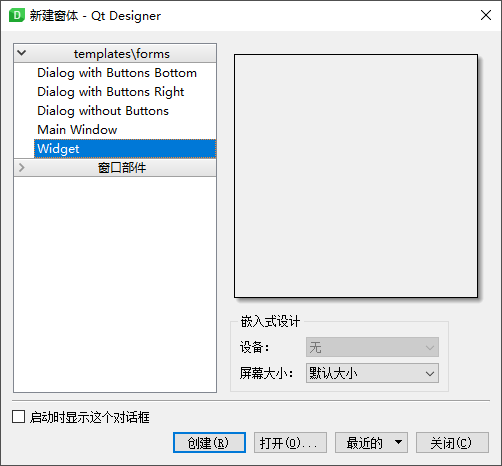 新建窗体 - Qt Designer
templates\forms
Dialog with Buttons Bottom
Dialog with Buttons Right
Dialog without Buttons
Main Window
Widget
窗口部件
嵌入式设计
设备：
无
屏幕大小：
默认大小
启动时显示这个对话框
创建(R)
打开(O)...
最近的
关闭(C)